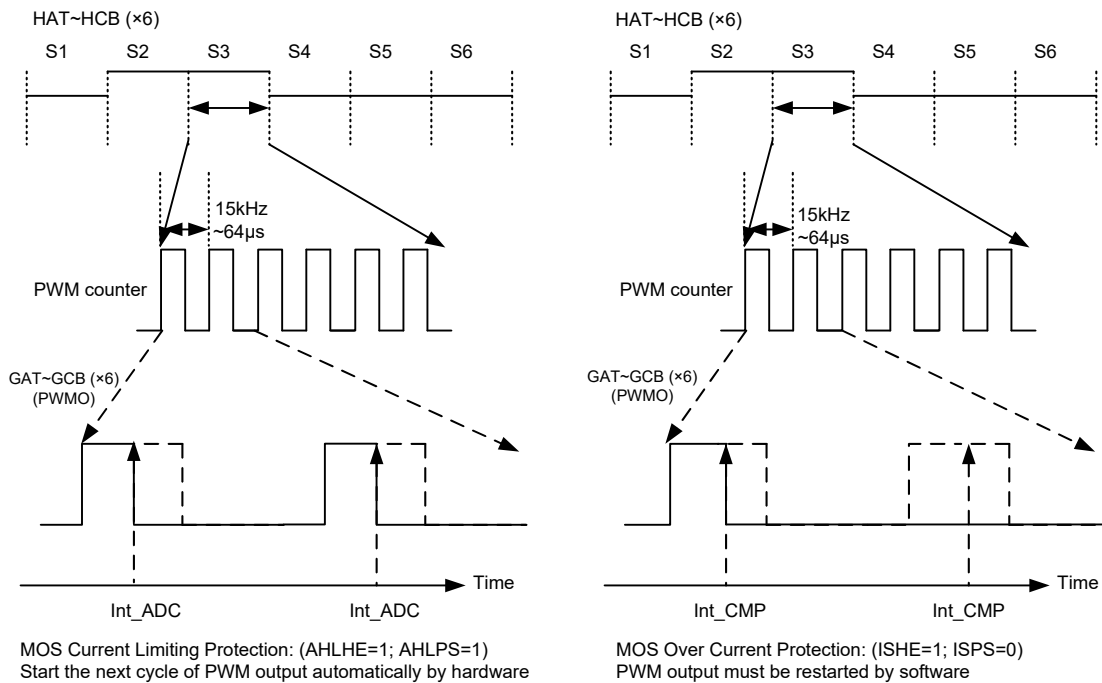 HAT~HCB (×6)
S1 S2 S3 S4 S5 S6
15kHz
~64µs
PWM counter
GAT~GCB (×6)
(PWMO)
Time
Int_ADC Int_ADC
MOS Current Limiting Protection: (AHLHE=1; AHLPS=1)
Start the next cycle of PWM output automatically by hardware
HAT~HCB (×6)
S1 S2 S3 S4 S5 S6
15kHz
~64µs
PWM counter
GAT~GCB (×6)
(PWMO)
Time
Int_CMP Int_CMP
MOS Over Current Protection: (ISHE=1; ISPS=0)
PWM output must be restarted by software